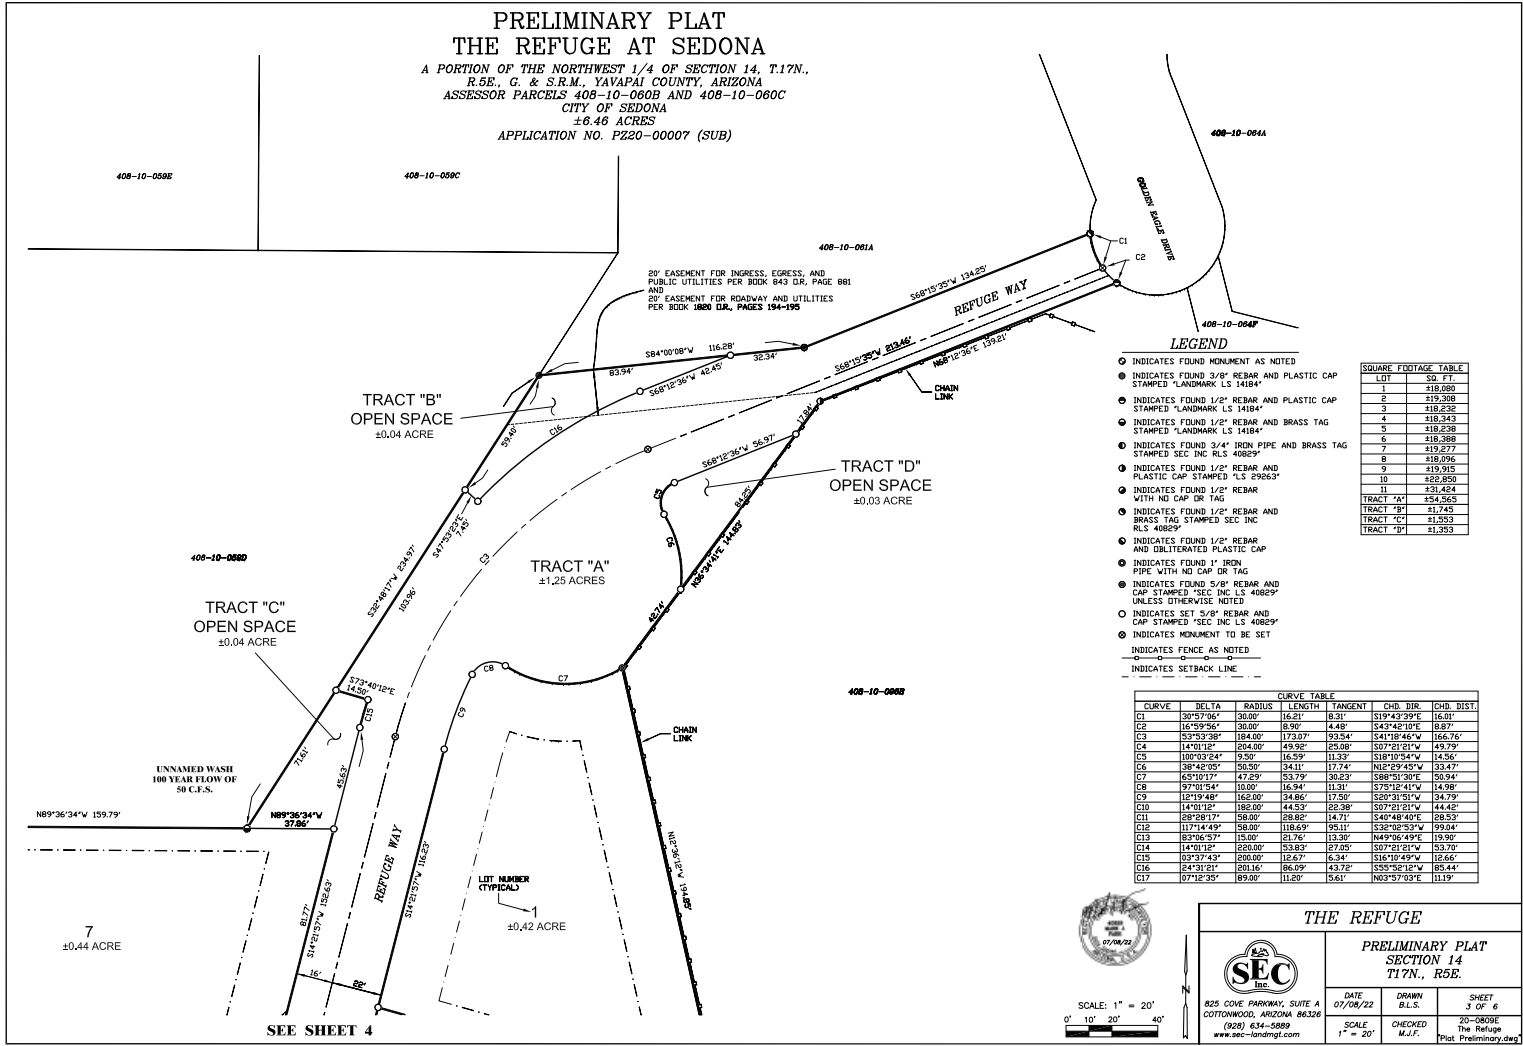 PRELIMINARY PLAT
THE REFUGE AT SEDONA
A PORTION OF THE NORTHWEST 1/4 OF SECTION 14, T.17N.,
R.5E., G. & S.R.M., YAVAPAI COUNTY, ARIZONA
ASSESSOR PARCELS 408-10-060B AND 408-10-060C
CITY OF SEDONA
±6.46 ACRES
APPLICATION NO. PZ20-00007 (SUB)
408-10-064A
408-10-059E
408-10-059C
GOLDEN EAGLE DRIVE
408-10-061A
C1
C2
20' EASEMENT FOR INGRESS, EGRESS, AND
PUBLIC UTILITIES PER BOOK 843 O.R, PAGE 881
AND
20' EASEMENT FOR ROADWAY AND UTILITIES
PER BOOK 1820 O.R., PAGES 194-195
S68°15'35"W 134.25'
REFUGE WAY
408-10-064F
S84°00'08"W 116.28'
32.34'
83.94'
S68°12'36"W 42.45'
S68°15'35"W 213.46'
N68°12'36"E 139.21'
CHAIN
LINK
TRACT "B"
OPEN SPACE
±0.04 ACRE
59.40'
C16
17.84'
S68°12'36"W 56.97'
TRACT "D"
OPEN SPACE
±0.03 ACRE
C5
84.25'
C6
N36°34'41"E 144.83'
S47°53'23"E
7.45'
C3
S32°48'17"W 234.97'
103.96'
408-10-059D
TRACT "A"
±1.25 ACRES
TRACT "C"
OPEN SPACE
±0.04 ACRE
42.74'
C8
C7
C9
S73°40'12"E
14.50'
C15
408-10-096B
CHAIN
LINK
71.61'
45.63'
UNNAMED WASH
100 YEAR FLOW OF
50 C.F.S.
N89°36'34"W 159.79'
N89°36'34"W
37.86'
REFUGE WAY
S14°21'57"W 116.23'
N12°36'12"W 194.85'
LOT NUMBER
(TYPICAL)
1
±0.42 ACRE
81.77'
S14°21'57"W 152.63'
7
±0.44 ACRE
16'
22'
SEE SHEET 4
LEGEND
INDICATES FOUND MONUMENT AS NOTED
INDICATES FOUND 3/8" REBAR AND PLASTIC CAP
STAMPED "LANDMARK LS 14184"
INDICATES FOUND 1/2" REBAR AND PLASTIC CAP
STAMPED "LANDMARK LS 14184"
INDICATES FOUND 1/2" REBAR AND BRASS TAG
STAMPED "LANDMARK LS 14184"
INDICATES FOUND 3/4" IRON PIPE AND BRASS TAG
STAMPED SEC INC RLS 40829"
INDICATES FOUND 1/2" REBAR AND
PLASTIC CAP STAMPED "LS 29263"
INDICATES FOUND 1/2" REBAR
WITH NO CAP OR TAG
INDICATES FOUND 1/2" REBAR AND
BRASS TAG STAMPED SEC INC
RLS 40829"
INDICATES FOUND 1/2" REBAR
AND OBLITERATED PLASTIC CAP
INDICATES FOUND 1" IRON
PIPE WITH NO CAP OR TAG
INDICATES FOUND 5/8" REBAR AND
CAP STAMPED "SEC INC LS 40829"
UNLESS OTHERWISE NOTED
INDICATES SET 5/8" REBAR AND
CAP STAMPED "SEC INC LS 40829"
INDICATES MONUMENT TO BE SET
INDICATES FENCE AS NOTED
INDICATES SETBACK LINE
SQUARE FOOTAGE TABLE
LOT SQ. FT.
1 ±18,080
2 ±19,308
3 ±18,232
4 ±18,343
5 ±18,238
6 ±18,388
7 ±19,277
8 ±18,096
9 ±19,915
10 ±22,850
11 ±31,424
TRACT "A" ±54,565
TRACT "B" ±1,745
TRACT "C" ±1,553
TRACT "D" ±1,353
CURVE TABLE
CURVE DELTA RADIUS LENGTH TANGENT CHD. DIR. CHD. DIST.
C1 30°57'06" 30.00' 16.21' 8.31' S19°43'39"E 16.01'
C2 16°59'56" 30.00' 8.90' 4.48' S43°42'10"E 8.87'
C3 53°53'38" 184.00' 173.07' 93.54' S41°18'46"W 166.76'
C4 14°01'12" 204.00' 49.92' 25.08' S07°21'21"W 49.79'
C5 100°03'24" 9.50' 16.59' 11.33' S18°10'54"W 14.56'
C6 38°42'05" 50.50' 34.11' 17.74' N12°29'45"W 33.47'
C7 65°10'17" 47.29' 53.79' 30.23' S88°51'30"E 50.94'
C8 97°01'54" 10.00' 16.94' 11.31' S75°12'41"W 14.98'
C9 12°19'48" 162.00' 34.86' 17.50' S20°31'51"W 34.79'
C10 14°01'12" 182.00' 44.53' 22.38' S07°21'21"W 44.42'
C11 28°28'17" 58.00' 28.82' 14.71' S40°48'40"E 28.53'
C12 117°14'49" 58.00' 118.69' 95.11' S32°02'53"W 99.04'
C13 83°06'57" 15.00' 21.76' 13.30' N49°06'49"E 19.90'
C14 14°01'12" 220.00' 53.83' 27.05' S07°21'21"W 53.70'
C15 03°37'43" 200.00' 12.67' 6.34' S16°10'49"W 12.66'
C16 24°31'21" 201.16' 86.09' 43.72' S55°52'12"W 85.44'
C17 07°12'35" 89.00' 11.20' 5.61' N03°57'03"E 11.19'
07/08/22
N
SCALE: 1" = 20'
0' 10' 20' 40'
THE REFUGE
SEC
Inc.
825 COVE PARKWAY, SUITE A
COTTONWOOD, ARIZONA 86326
(928) 634-5889
www.sec-landmgt.com
PRELIMINARY PLAT
SECTION 14
T17N., R5E.
DATE
07/08/22
DRAWN
B.L.S.
SHEET
3 OF 6
SCALE
1" = 20'
CHECKED
M.J.F.
20-0809E
The Refuge
"Plat Preliminary.dwg"